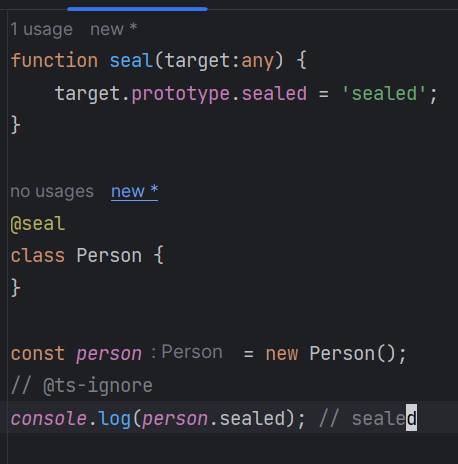 1 usage new *
function seal(target:any) {
    target.prototype.sealed = 'sealed';
}
no usages new *
@seal
class Person {
}
const person : Person = new Person();
// @ts-ignore
console.log(person.sealed); // sealed